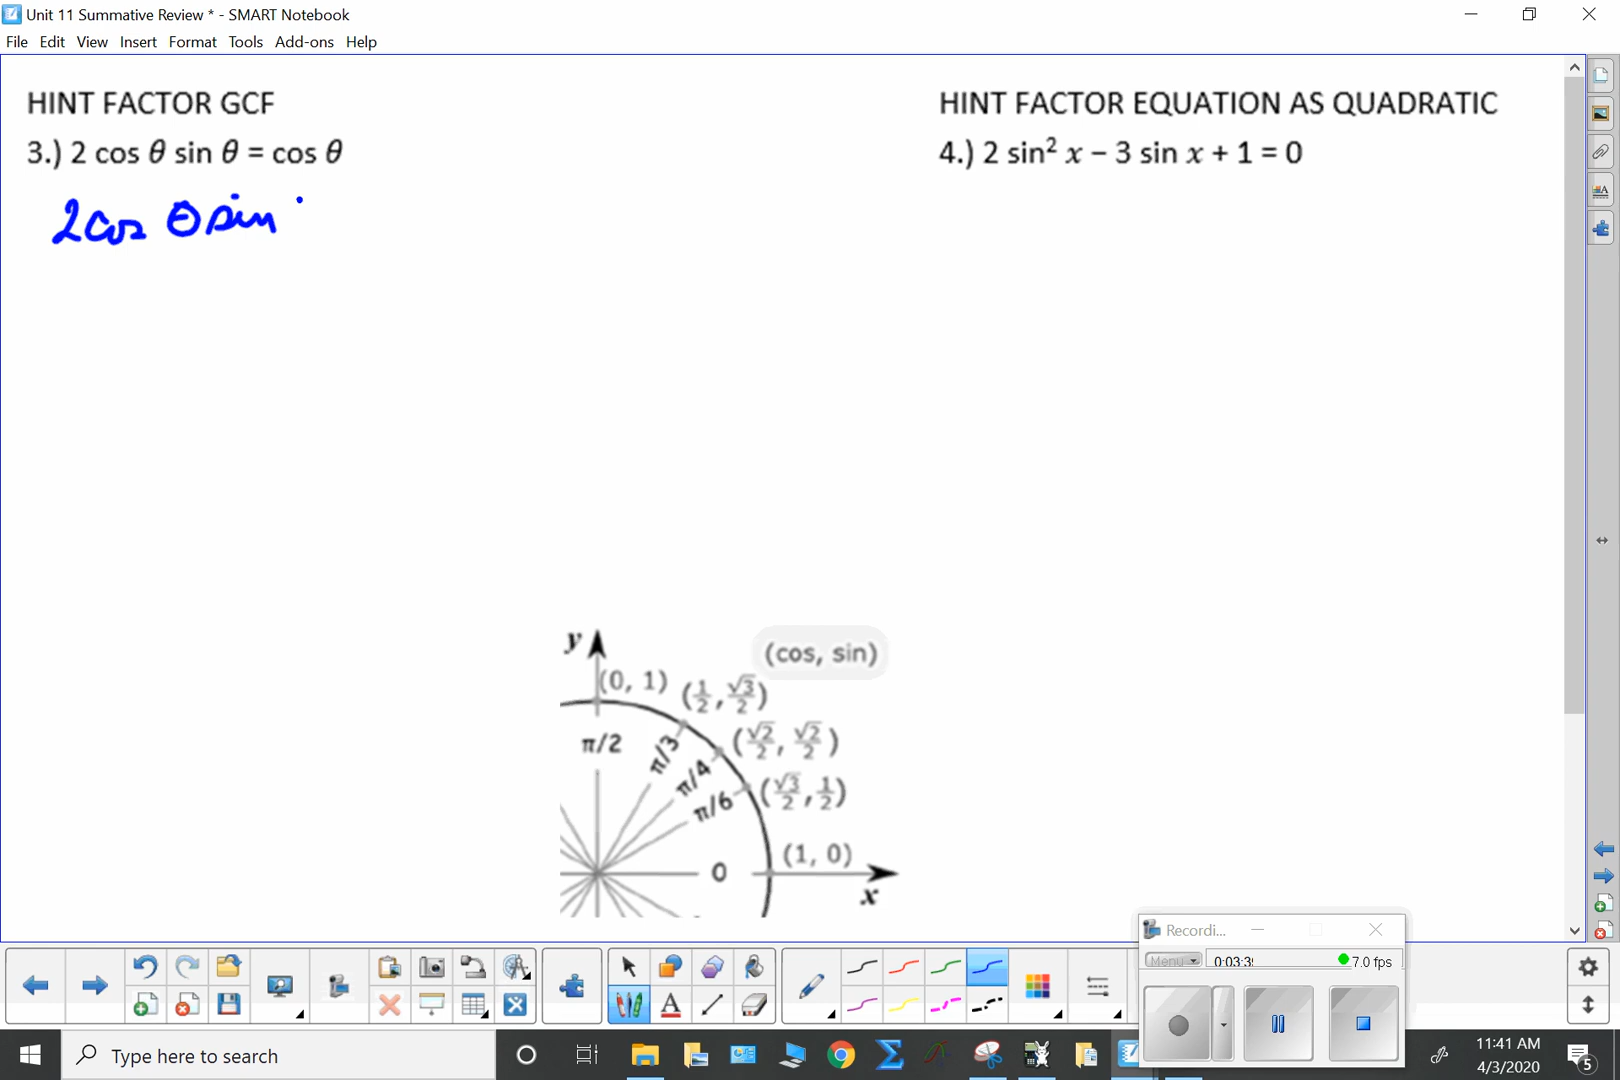 Unit 11 Summative Review * - SMART Notebook
File Edit View Insert Format Tools Add-ons Help
HINT FACTOR GCF
3.) 2 cos θ sin θ = cos θ
2cos θ sin
HINT FACTOR EQUATION AS QUADRATIC
4.) 2 sin² x − 3 sin x + 1 = 0
y
(cos, sin)
(0, 1)
(1/2, √3/2)
(√2/2, √2/2)
(√3/2, 1/2)
(1, 0)
π/2
π/3
π/4
π/6
0
x
Recordi...
Menu
0:03:3
7.0 fps
A
Type here to search
11:41 AM
4/3/2020
5